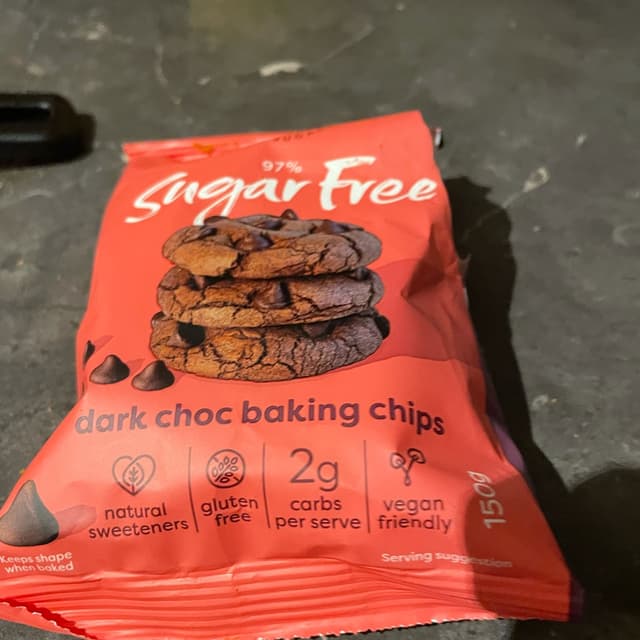 97%
Sugar Free
dark choc baking chips
natural
sweeteners
gluten
free
2g
carbs
per serve
vegan
friendly
150g
Keeps shape
when baked
Serving suggestion